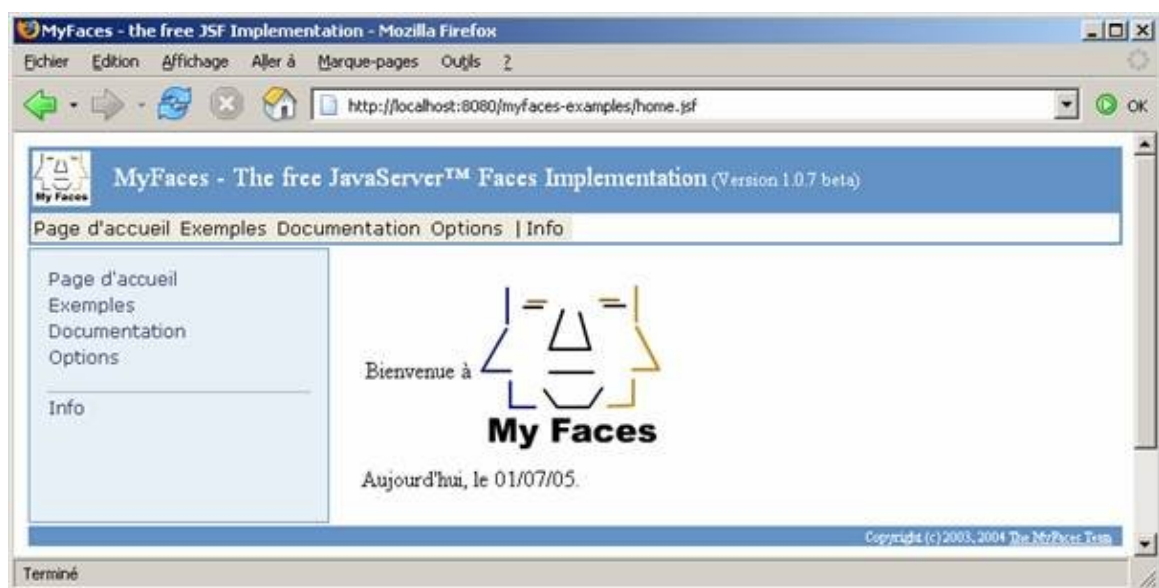 MyFaces - the free JSF Implementation - Mozilla Firefox
Fichier Edition Affichage Aller à Marque-pages Outils ?
http://localhost:8080/myfaces-examples/home.jsf OK
My Faces
MyFaces - The free JavaServer™ Faces Implementation (Version 1.0.7 beta)
Page d'accueil Exemples Documentation Options | Info
Page d'accueil
Exemples
Documentation
Options
Info
Bienvenue à
My Faces
Aujourd'hui, le 01/07/05.
Copyright (c) 2003, 2004 The MyFaces Team
Terminé